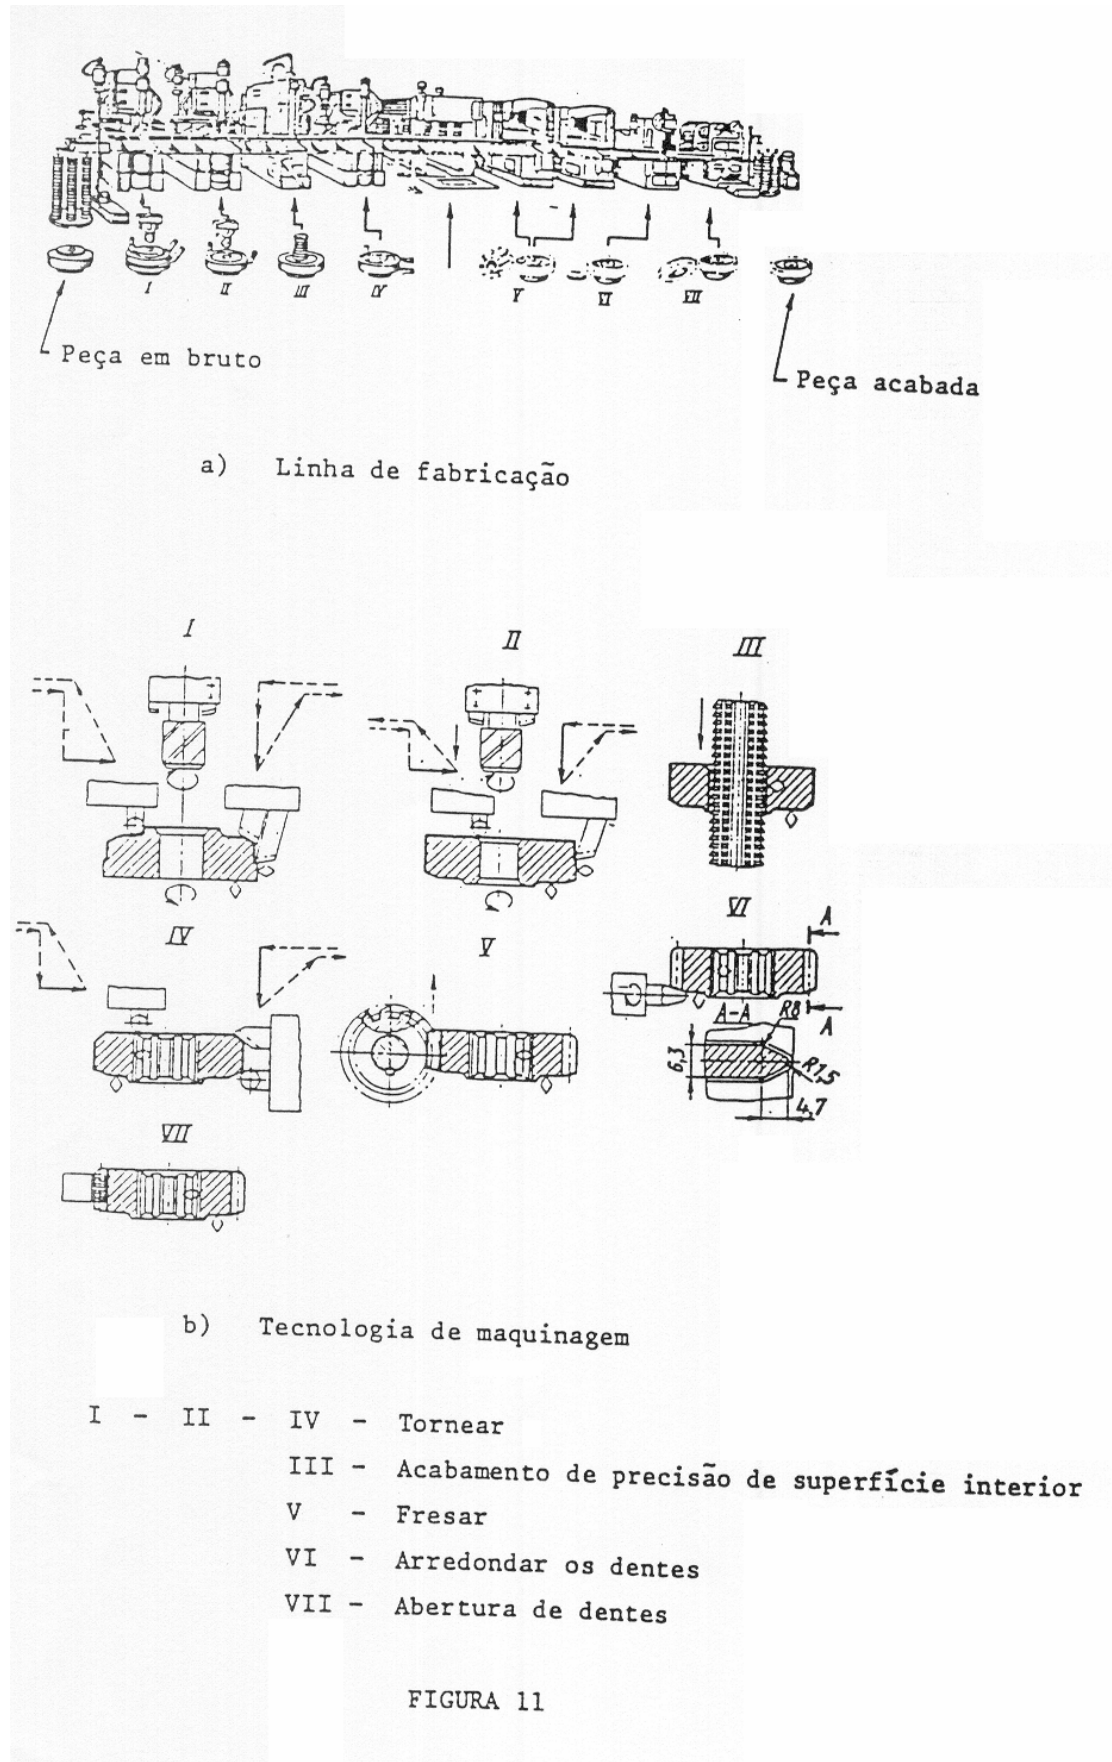 I II III IV V VI VII
Peça em bruto
Peça acabada
a) Linha de fabricação
I II III
IV V VI
A
A-A R8
A
6,3
R1,5
4,7
VII
b) Tecnologia de maquinagem
I - II - IV - Tornear
III - Acabamento de precisão de superfície interior
V - Fresar
VI - Arredondar os dentes
VII - Abertura de dentes
FIGURA 11